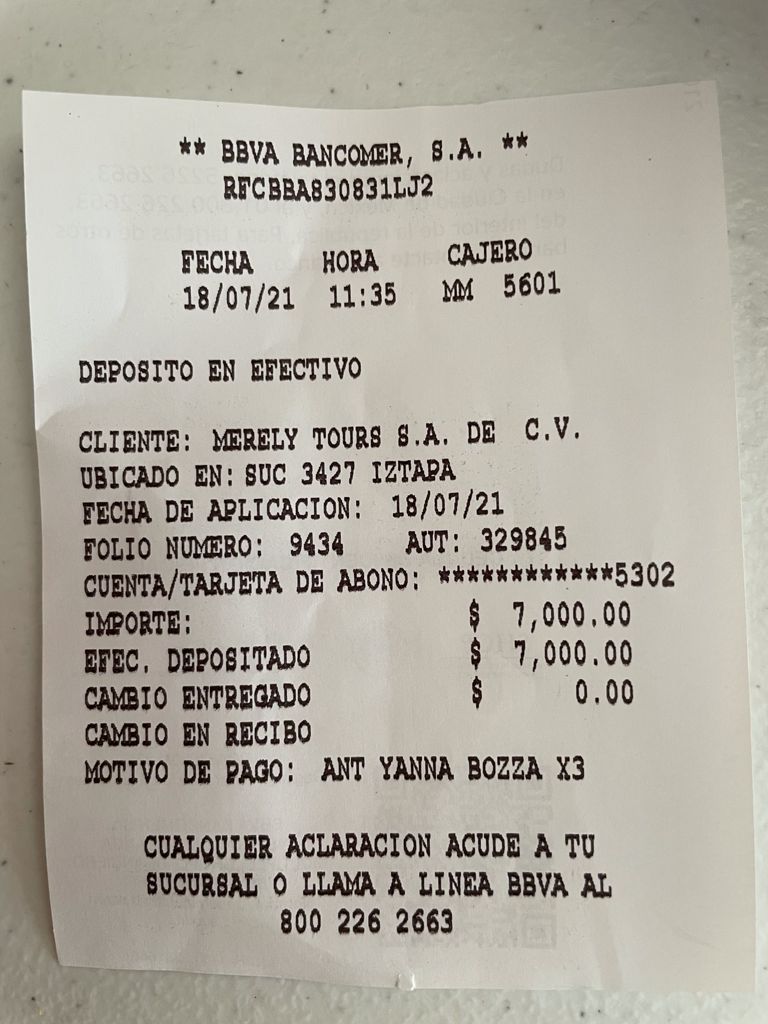 ** BBVA BANCOMER, S.A. **
RFCBBA830831LJ2
FECHA HORA CAJERO
18/07/21 11:35 MM 5601
DEPOSITO EN EFECTIVO
CLIENTE: MERELY TOURS S.A. DE C.V.
UBICADO EN: SUC 3427 IZTAPA
FECHA DE APLICACION: 18/07/21
FOLIO NUMERO: 9434 AUT: 329845
CUENTA/TARJETA DE ABONO: ************5302
IMPORTE: $ 7,000.00
EFEC. DEPOSITADO $ 7,000.00
CAMBIO ENTREGADO $ 0.00
CAMBIO EN RECIBO
MOTIVO DE PAGO: ANT YANNA BOZZA X3
CUALQUIER ACLARACION ACUDE A TU
SUCURSAL O LLAMA A LINEA BBVA AL
800 226 2663